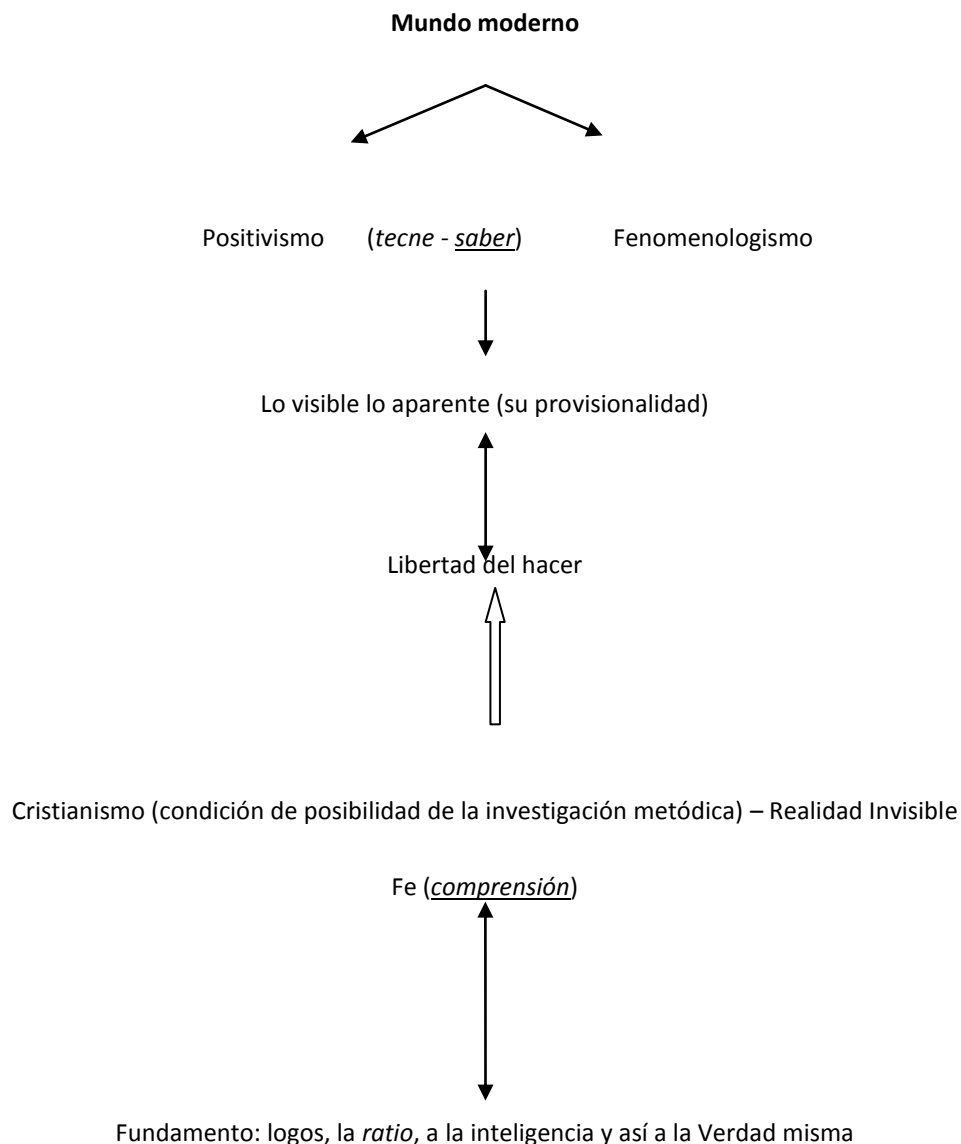 Mundo moderno
Positivismo (tecne - saber) Fenomenologismo
Lo visible lo aparente (su provisionalidad)
Libertad del hacer
Cristianismo (condición de posibilidad de la investigación metódica) – Realidad Invisible
Fe (comprensión)
Fundamento: logos, la ratio, a la inteligencia y así a la Verdad misma